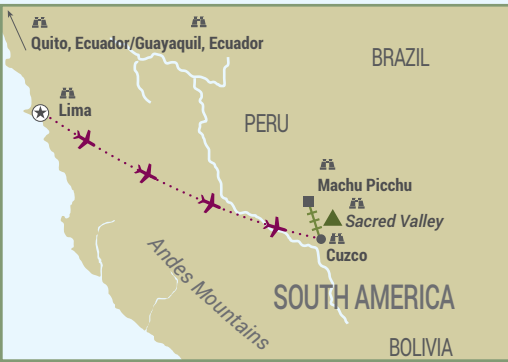 Quito, Ecuador/Guayaquil, Ecuador
BRAZIL
Lima
PERU
Machu Picchu
Sacred Valley
Cuzco
Andes Mountains
SOUTH AMERICA
BOLIVIA